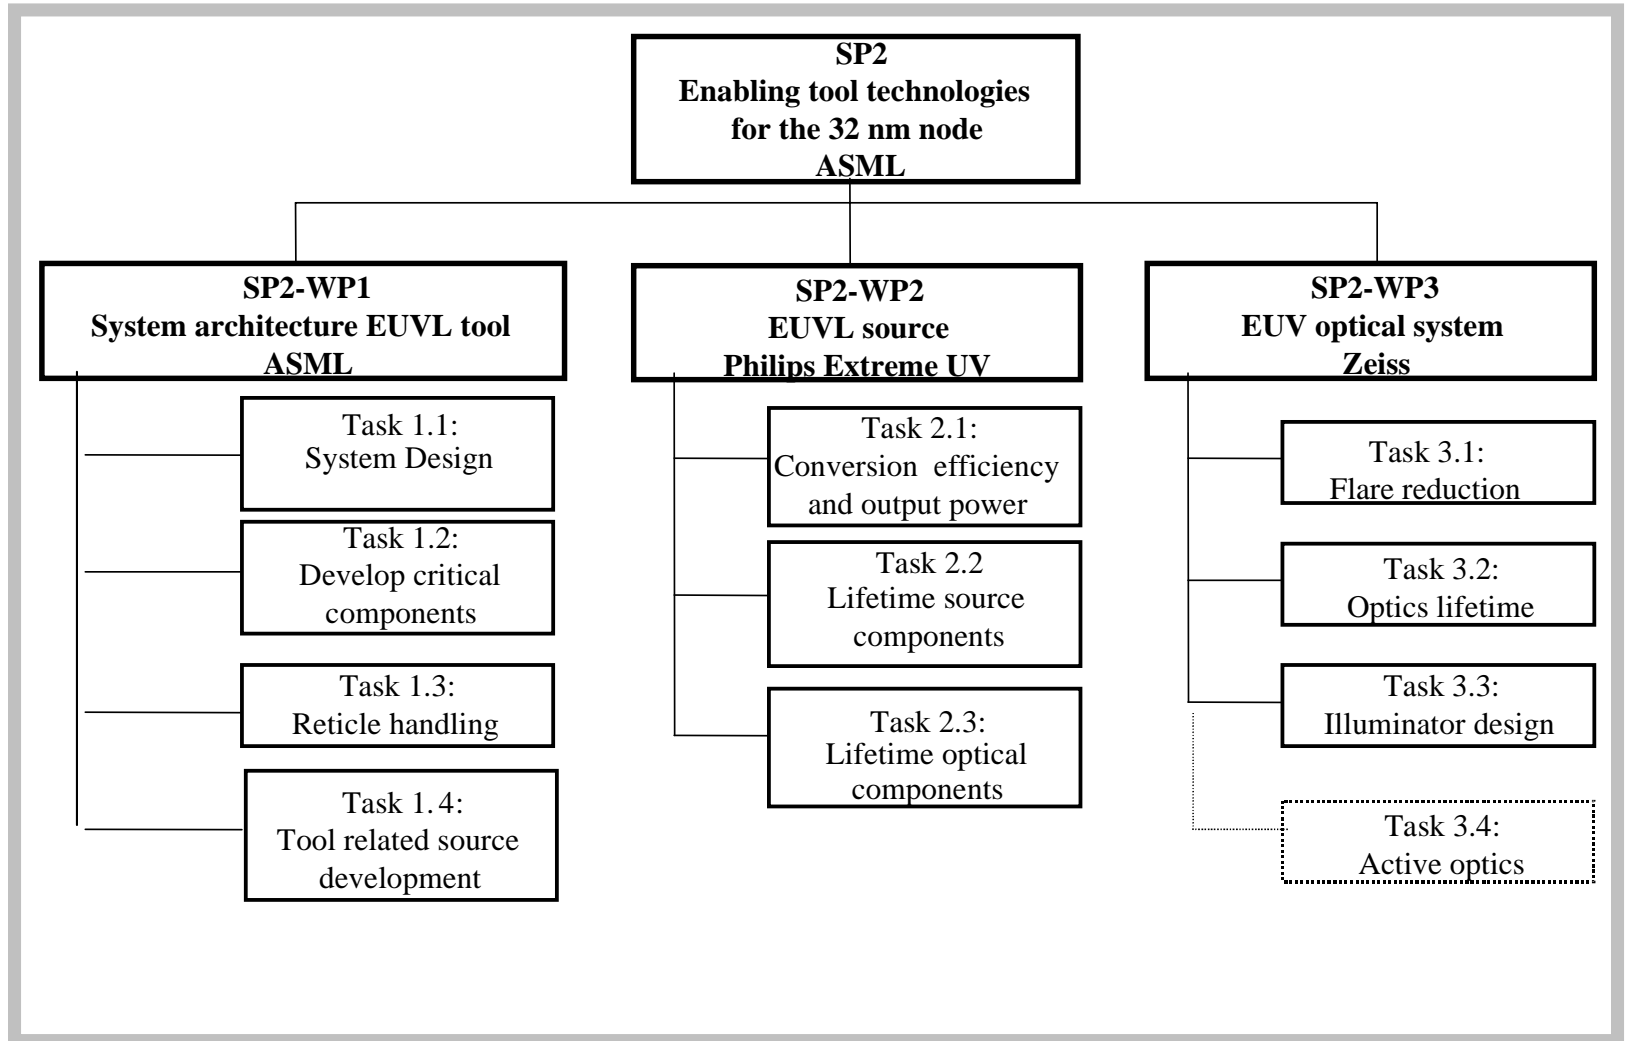 SP2
Enabling tool technologies
for the 32 nm node
ASML
SP2-WP1
System architecture EUVL tool
ASML
Task 1.1:
System Design
Task 1.2:
Develop critical
components
Task 1.3:
Reticle handling
Task 1.4:
Tool related source
development
SP2-WP2
EUVL source
Philips Extreme UV
Task 2.1:
Conversion efficiency
and output power
Task 2.2
Lifetime source
components
Task 2.3:
Lifetime optical
components
SP2-WP3
EUV optical system
Zeiss
Task 3.1:
Flare reduction
Task 3.2:
Optics lifetime
Task 3.3:
Illuminator design
Task 3.4:
Active optics